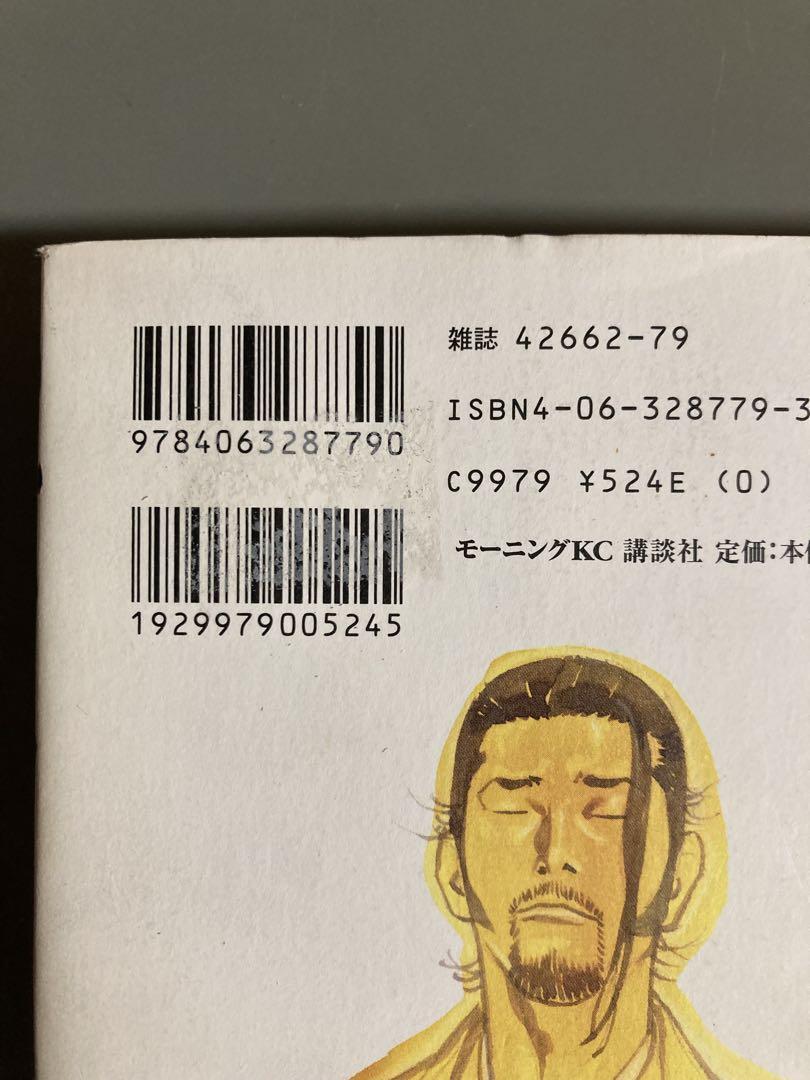 9784063287790
雑誌 42662-79
ISBN4-06-328779-3
C9979 ¥524E (0)
モーニングKC 講談社 定価:本
1929979005245